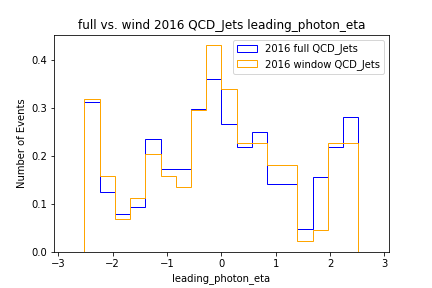 full vs. wind 2016 QCD_Jets leading_photon_eta
2016 full QCD_Jets
2016 window QCD_Jets
Number of Events
0.4
0.3
0.2
0.1
0.0
−3 −2 −1 0 1 2 3
leading_photon_eta